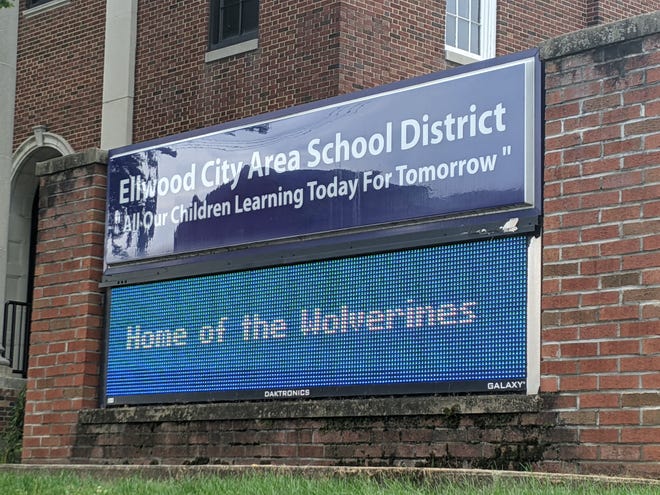 Ellwood City Area School District
" All Our Children Learning Today For Tomorrow "
Home of the Wolverines
DAKTRONICS
GALAXY